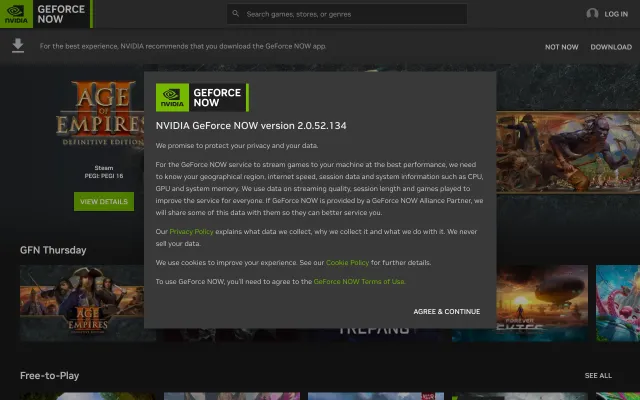 NVIDIA
GEFORCE
NOW
Search games, stores, or genres
LOG IN
For the best experience, NVIDIA recommends that you download the GeForce NOW app.
NOT NOW
DOWNLOAD
AGE
OF
EMPIRES
DEFINITIVE EDITION
Steam
PEGI: PEGI 16
VIEW DETAILS
NVIDIA
GEFORCE
NOW
NVIDIA GeForce NOW version 2.0.52.134
We promise to protect your privacy and your data.
For the GeForce NOW service to stream games to your machine at the best performance, we need
to know your geographical region, internet speed, session data and system information such as CPU,
GPU and system memory. We use data on streaming quality, session length and games played to
improve the service for everyone. If GeForce NOW is provided by a GeForce NOW Alliance Partner, we
will share some of this data with them so they can better service you.
Our Privacy Policy explains what data we collect, why we collect it and what we do with it. We never
sell your data.
We use cookies to improve your experience. See our Cookie Policy for further details.
To use GeForce NOW, you'll need to agree to the GeForce NOW Terms of Use.
AGREE & CONTINUE
GFN Thursday
AGE
EMPIRES
TREPANG
FOREVER
SKIES
Free-to-Play
SEE ALL